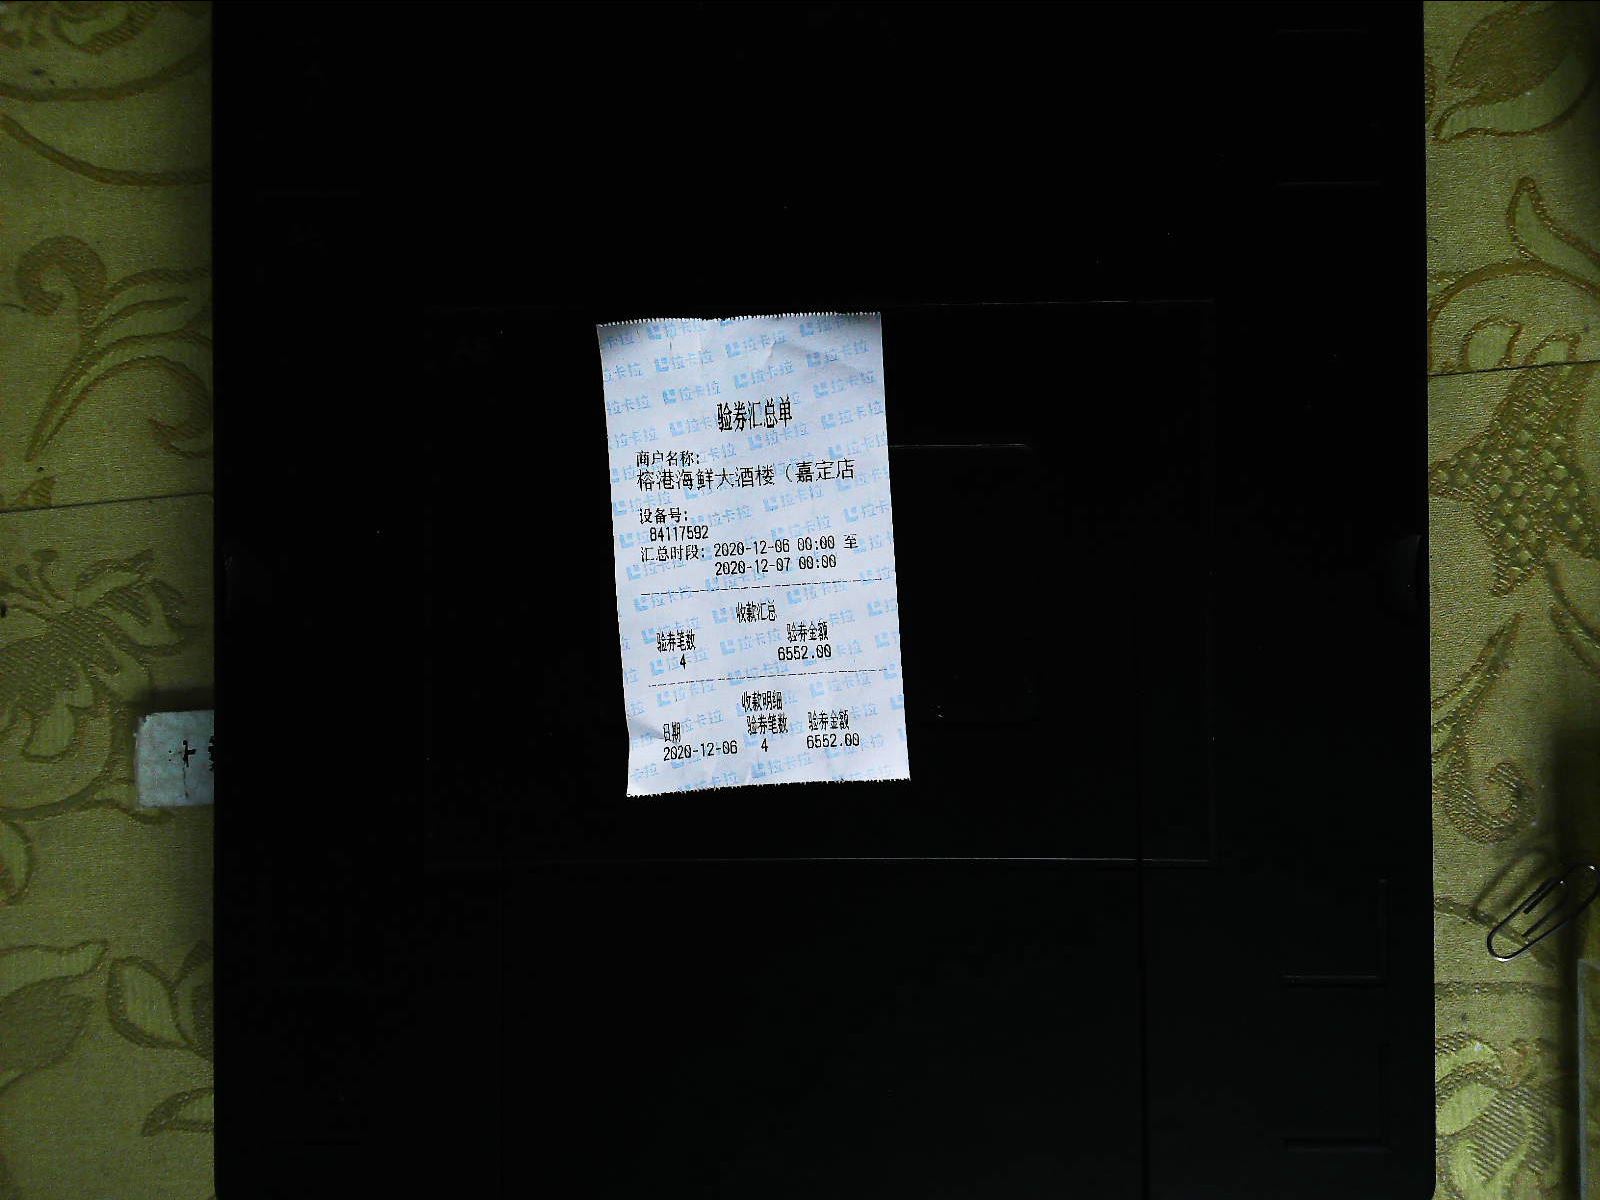 验券汇总单
商户名称:
榕港海鲜大酒楼（嘉定店
设备号:
84117592
汇总时段: 2020-12-06 00:00 至
2020-12-07 00:00
收款汇总
验券笔数 验券金额
4 6552.00
收款明细
日期 验券笔数 验券金额
2020-12-06 4 6552.00
拉卡拉